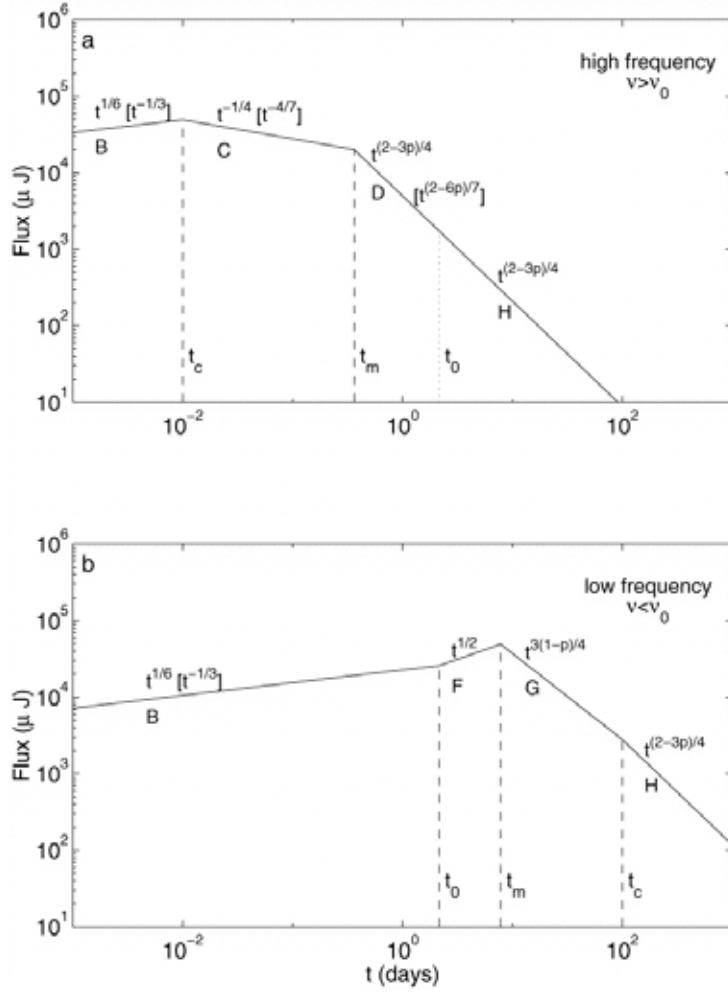 a
high frequency
ν>ν₀
t^{1/6} [t^{-1/3}]
t^{-1/4} [t^{-4/7}]
t^{(2-3p)/4}
[t^{(2-6p)/7}]
t^{(2-3p)/4}
B
C
D
H
t_c
t_m
t_0
Flux (μ J)
10^6
10^5
10^4
10^3
10^2
10^1
10^{-2}
10^0
10^2
b
low frequency
ν<ν₀
t^{1/6} [t^{-1/3}]
t^{1/2}
t^{3(1-p)/4}
t^{(2-3p)/4}
B
F
G
H
t_0
t_m
t_c
Flux (μ J)
10^6
10^5
10^4
10^3
10^2
10^1
10^{-2}
10^0
10^2
t (days)